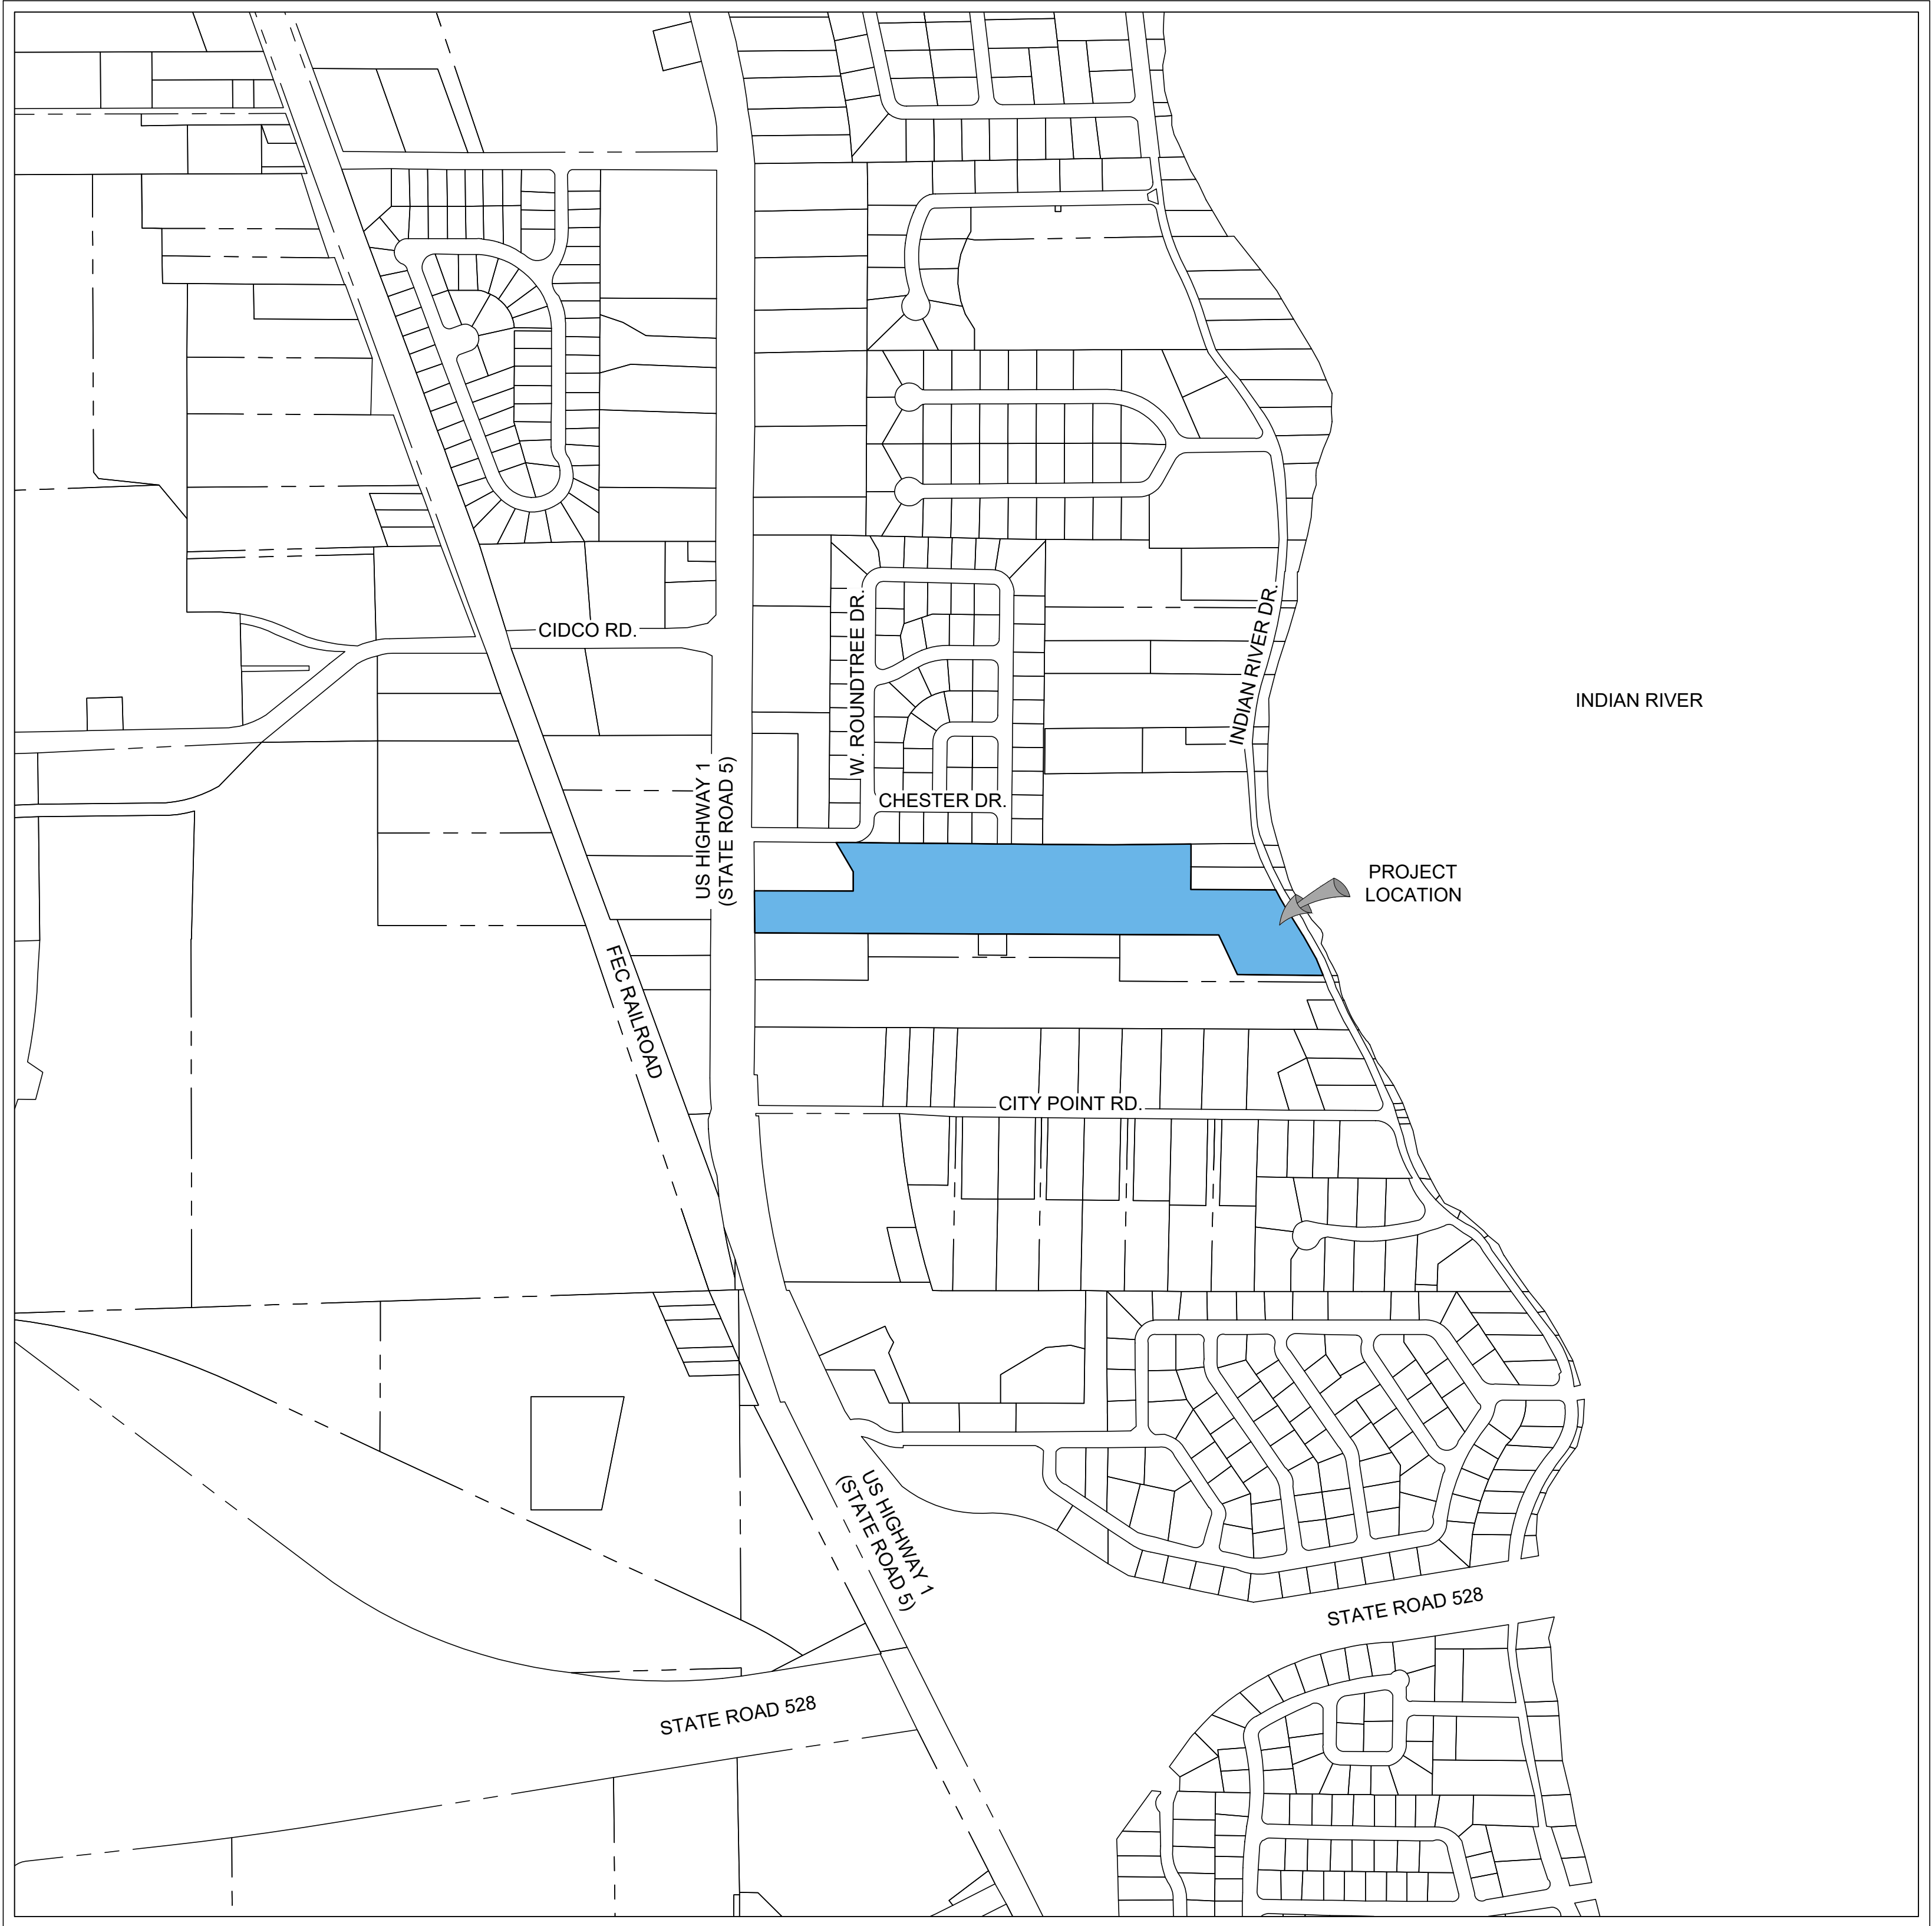 CIDCO RD.
W. ROUNDTREE DR.
INDIAN RIVER DR.
INDIAN RIVER
US HIGHWAY 1
(STATE ROAD 5)
CHESTER DR.
PROJECT
LOCATION
FEC RAILROAD
CITY POINT RD.
US HIGHWAY 1
(STATE ROAD 5)
STATE ROAD 528
STATE ROAD 528